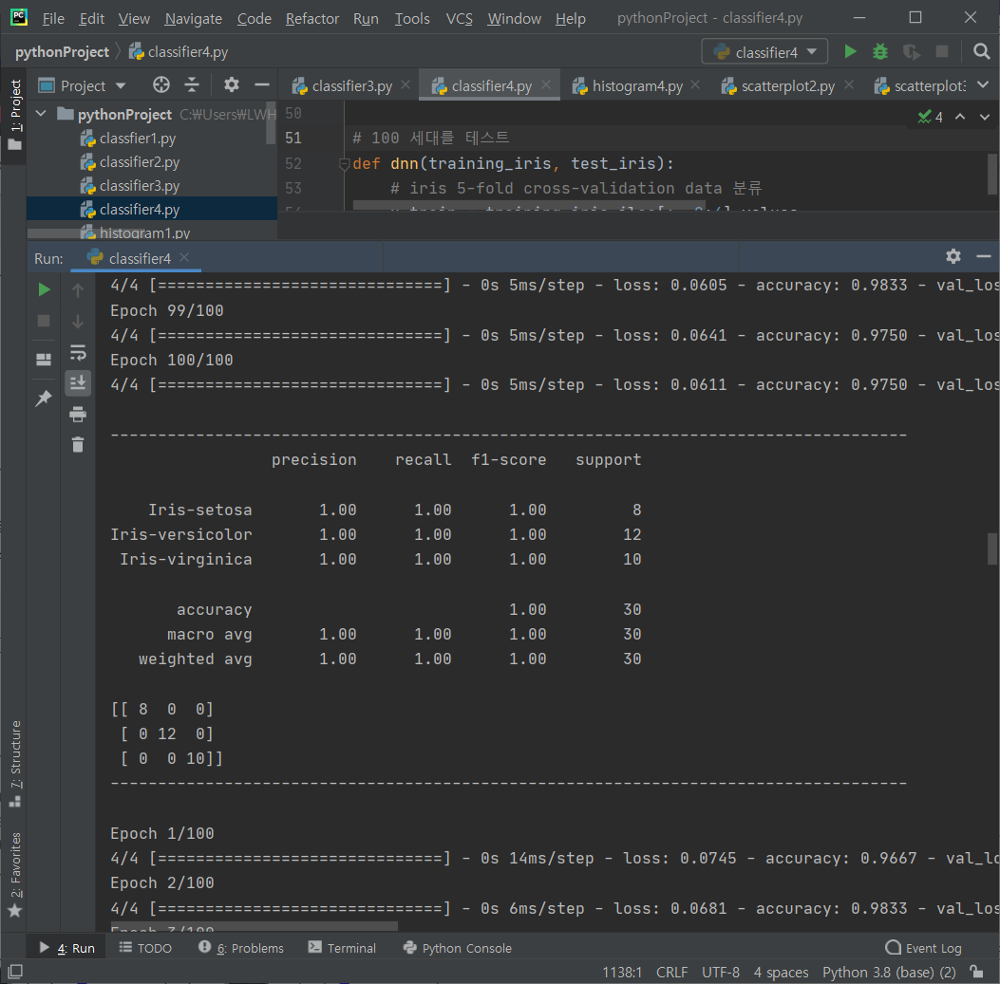 File Edit View Navigate Code Refactor Run Tools VCS Window Help pythonProject - classifier4.py
pythonProject classifier4.py classifier4
1: Project
Project classifier3.py classifier4.py histogram4.py scatterplot2.py
pythonProject C:₩Users₩LWH
classfier1.py
classifier2.py
classifier3.py
classifier4.py
histogram1.py
50
51 # 100 세대를 테스트
52 def dnn(training_iris, test_iris):
53 # iris 5-fold cross-validation data 분류
4
Run: classifier4
4/4 [==============================] - 0s 5ms/step - loss: 0.0605 - accuracy: 0.9833 - val_los
Epoch 99/100
4/4 [==============================] - 0s 5ms/step - loss: 0.0641 - accuracy: 0.9750 - val_los
Epoch 100/100
4/4 [==============================] - 0s 5ms/step - loss: 0.0611 - accuracy: 0.9750 - val_los
------------------------------------------------------------------------------------
precision recall f1-score support
Iris-setosa 1.00 1.00 1.00 8
Iris-versicolor 1.00 1.00 1.00 12
Iris-virginica 1.00 1.00 1.00 10
accuracy 1.00 30
macro avg 1.00 1.00 1.00 30
weighted avg 1.00 1.00 1.00 30
[[ 8 0 0]
[ 0 12 0]
[ 0 0 10]]
------------------------------------------------------------------------------------
Epoch 1/100
4/4 [==============================] - 0s 14ms/step - loss: 0.0745 - accuracy: 0.9667 - val_lo
Epoch 2/100
4/4 [==============================] - 0s 6ms/step - loss: 0.0681 - accuracy: 0.9833 - val_los
Epoch 3/100
7: Structure
2: Favorites
4: Run TODO 6: Problems Terminal Python Console Event Log
1138:1 CRLF UTF-8 4 spaces Python 3.8 (base) (2)